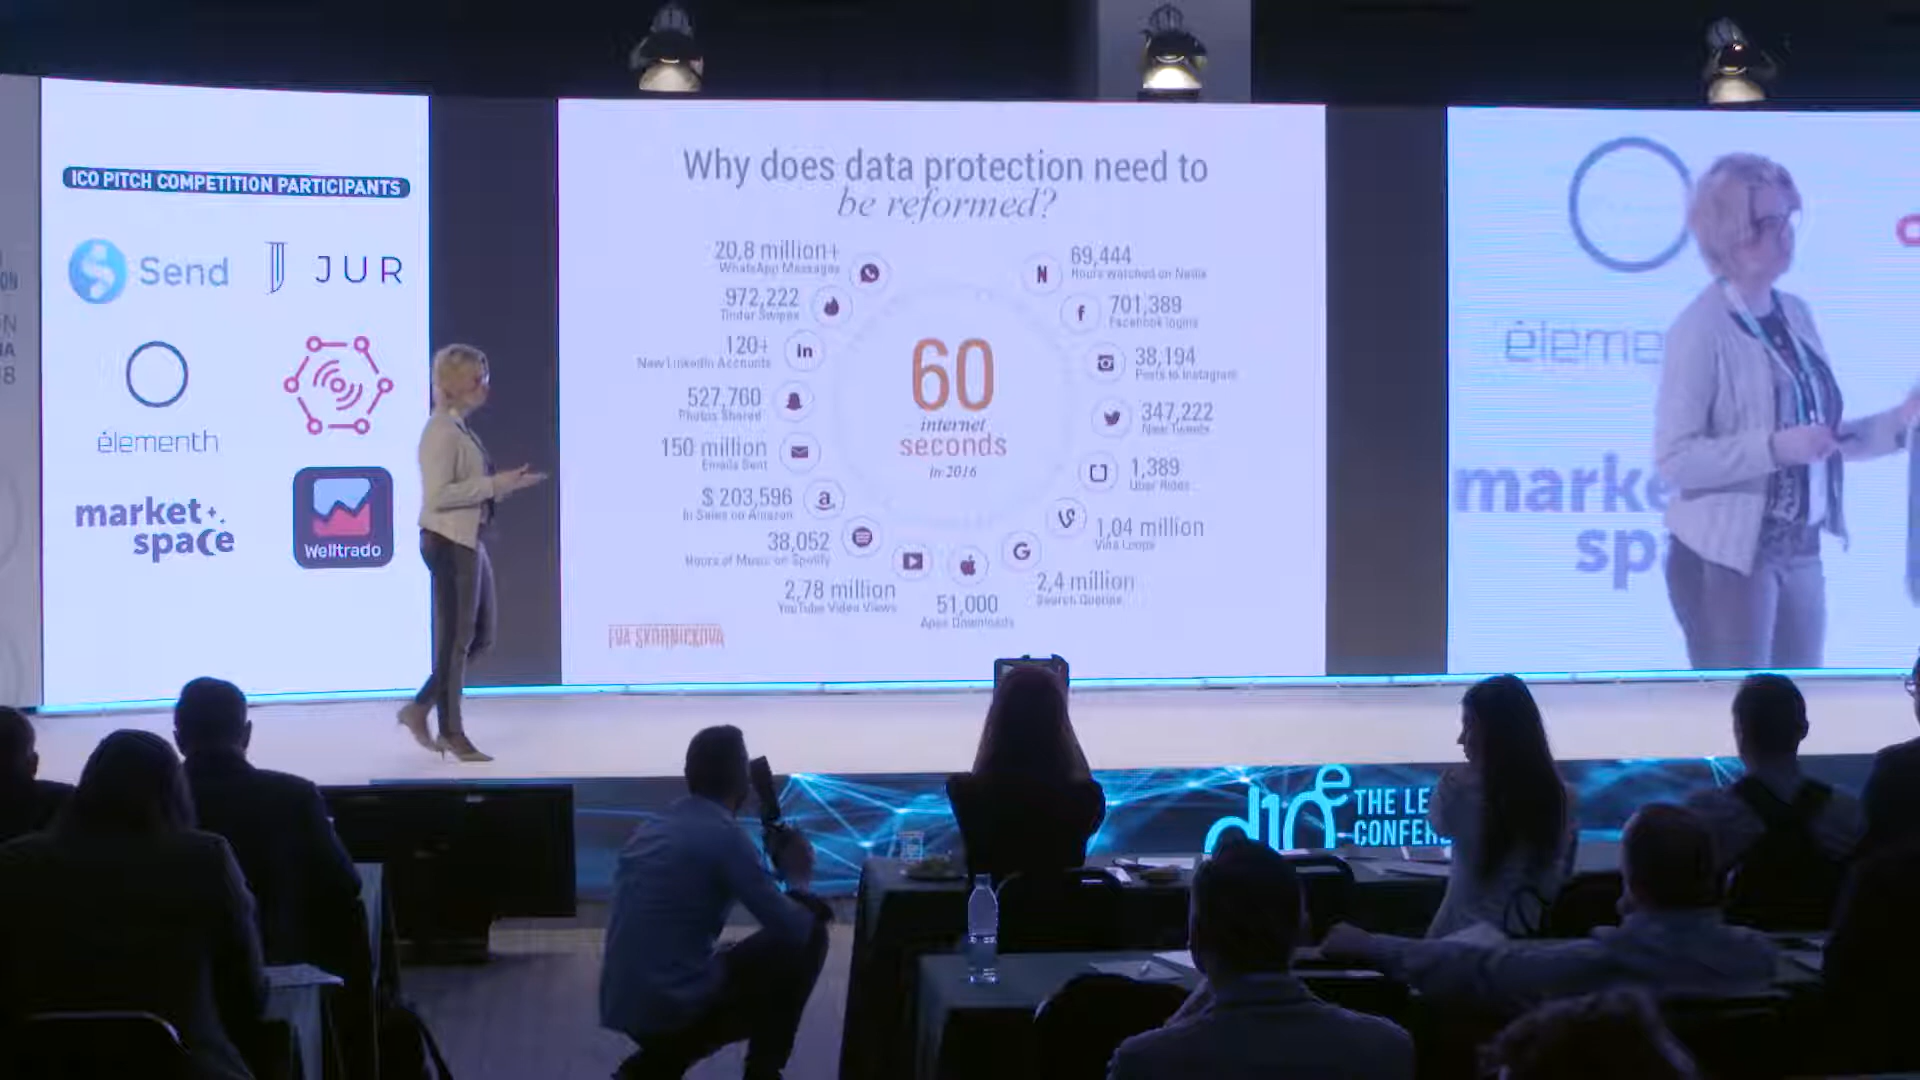 ICO PITCH COMPETITION PARTICIPANTS
Send
JUR
élementh
market
space
Welltrado
Why does data protection need to
be reformed?
20,8 million+
WhatsApp Messages
972,222
Tinder Swipes
120+
New LinkedIn Accounts
527,760
Photos Shared
150 million
Emails Sent
$ 203,596
In Sales on Amazon
38,052
Hours of Music on Spotify
2,78 million
YouTube Video Views
51,000
Apps Downloads
2,4 million
Search Queries
1,04 million
Vine Loops
1,389
Uber Rides
347,222
New Tweets
38,194
Posts to Instagram
701,389
Facebook logins
69,444
Hours watched on Netflix
60
internet
seconds
in 2016
EVA SKORNICKOVA
éleme
marke
sp
d10e
THE LE
CONFER